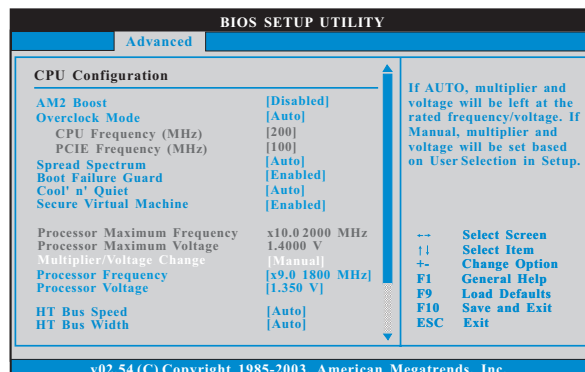 BIOS SETUP UTILITY
Advanced
CPU Configuration
AM2 Boost [Disabled]
Overclock Mode [Auto]
CPU Frequency (MHz) [200]
PCIE Frequency (MHz) [100]
Spread Spectrum [Auto]
Boot Failure Guard [Enabled]
Cool' n' Quiet [Auto]
Secure Virtual Machine [Enabled]
Processor Maximum Frequency x10.0 2000 MHz
Processor Maximum Voltage 1.4000 V
Multiplier/Voltage Change [Manual]
Processor Frequency [x9.0 1800 MHz]
Processor Voltage [1.350 V]
HT Bus Speed [Auto]
HT Bus Width [Auto]
If AUTO, multiplier and
voltage will be left at the
rated frequency/voltage. If
Manual, multiplier and
voltage will be set based
on User Selection in Setup.
←→ Select Screen
↑↓ Select Item
+- Change Option
F1 General Help
F9 Load Defaults
F10 Save and Exit
ESC Exit
v02.54 (C) Copyright 1985-2003, American Megatrends, Inc.